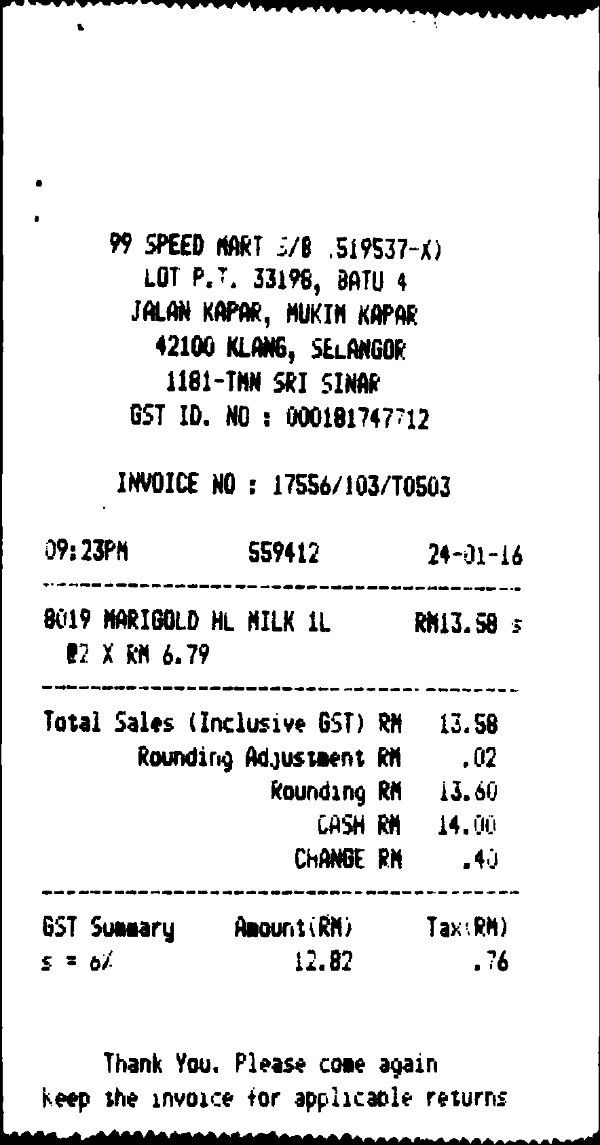 99 SPEED MART S/B (519537-X)
LOT P.T. 33198, BATU 4
JALAN KAPAR, MUKIM KAPAR
42100 KLANG, SELANGOR
1181-TMN SRI SINAR
GST ID. NO : 000181747712
INVOICE NO : 17556/103/T0503
09:23PM 559412 24-01-16
8019 MARIGOLD HL MILK 1L RM13.58 s
@2 X RM 6.79
Total Sales (Inclusive GST) RM 13.58
Rounding Adjustment RM .02
Rounding RM 13.60
CASH RM 14.00
CHANGE RM .40
GST Summary Amount(RM) Tax(RM)
s = 6% 12.82 .76
Thank You. Please come again
keep the invoice for applicable returns